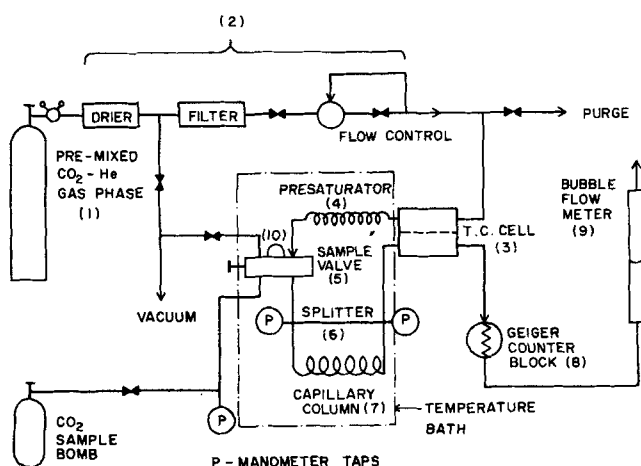 (2)
DRIER
FILTER
FLOW CONTROL
PURGE
PRE-MIXED
CO2-He
GAS PHASE
(1)
PRESATURATOR
(4)
(10)
SAMPLE
VALVE
(5)
T.C. CELL
(3)
BUBBLE
FLOW
METER
(9)
VACUUM
P
SPLITTER
P
(6)
GEIGER
COUNTER
BLOCK (8)
CAPILLARY
COLUMN (7)
TEMPERATURE
BATH
CO2
SAMPLE
BOMB
P
P - MANOMETER TAPS